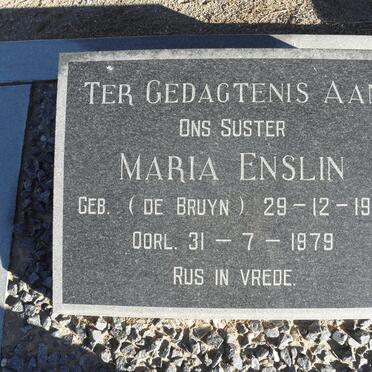 TER GEDAGTENIS AAN
ONS SUSTER
MARIA ENSLIN
GEB. (DE BRUYN) 29-12-19
OORL. 31-7-1979
RUS IN VREDE.